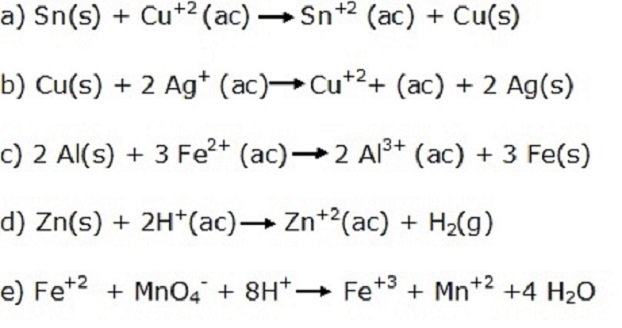 a) Sn(s) + Cu⁺² (ac) → Sn⁺² (ac) + Cu(s)
b) Cu(s) + 2 Ag⁺ (ac)→ Cu⁺²+ (ac) + 2 Ag(s)
c) 2 Al(s) + 3 Fe²⁺ (ac)→ 2 Al³⁺ (ac) + 3 Fe(s)
d) Zn(s) + 2H⁺(ac)→ Zn⁺²(ac) + H₂(g)
e) Fe⁺² + MnO₄⁻ + 8H⁺→ Fe⁺³ + Mn⁺² +4 H₂O